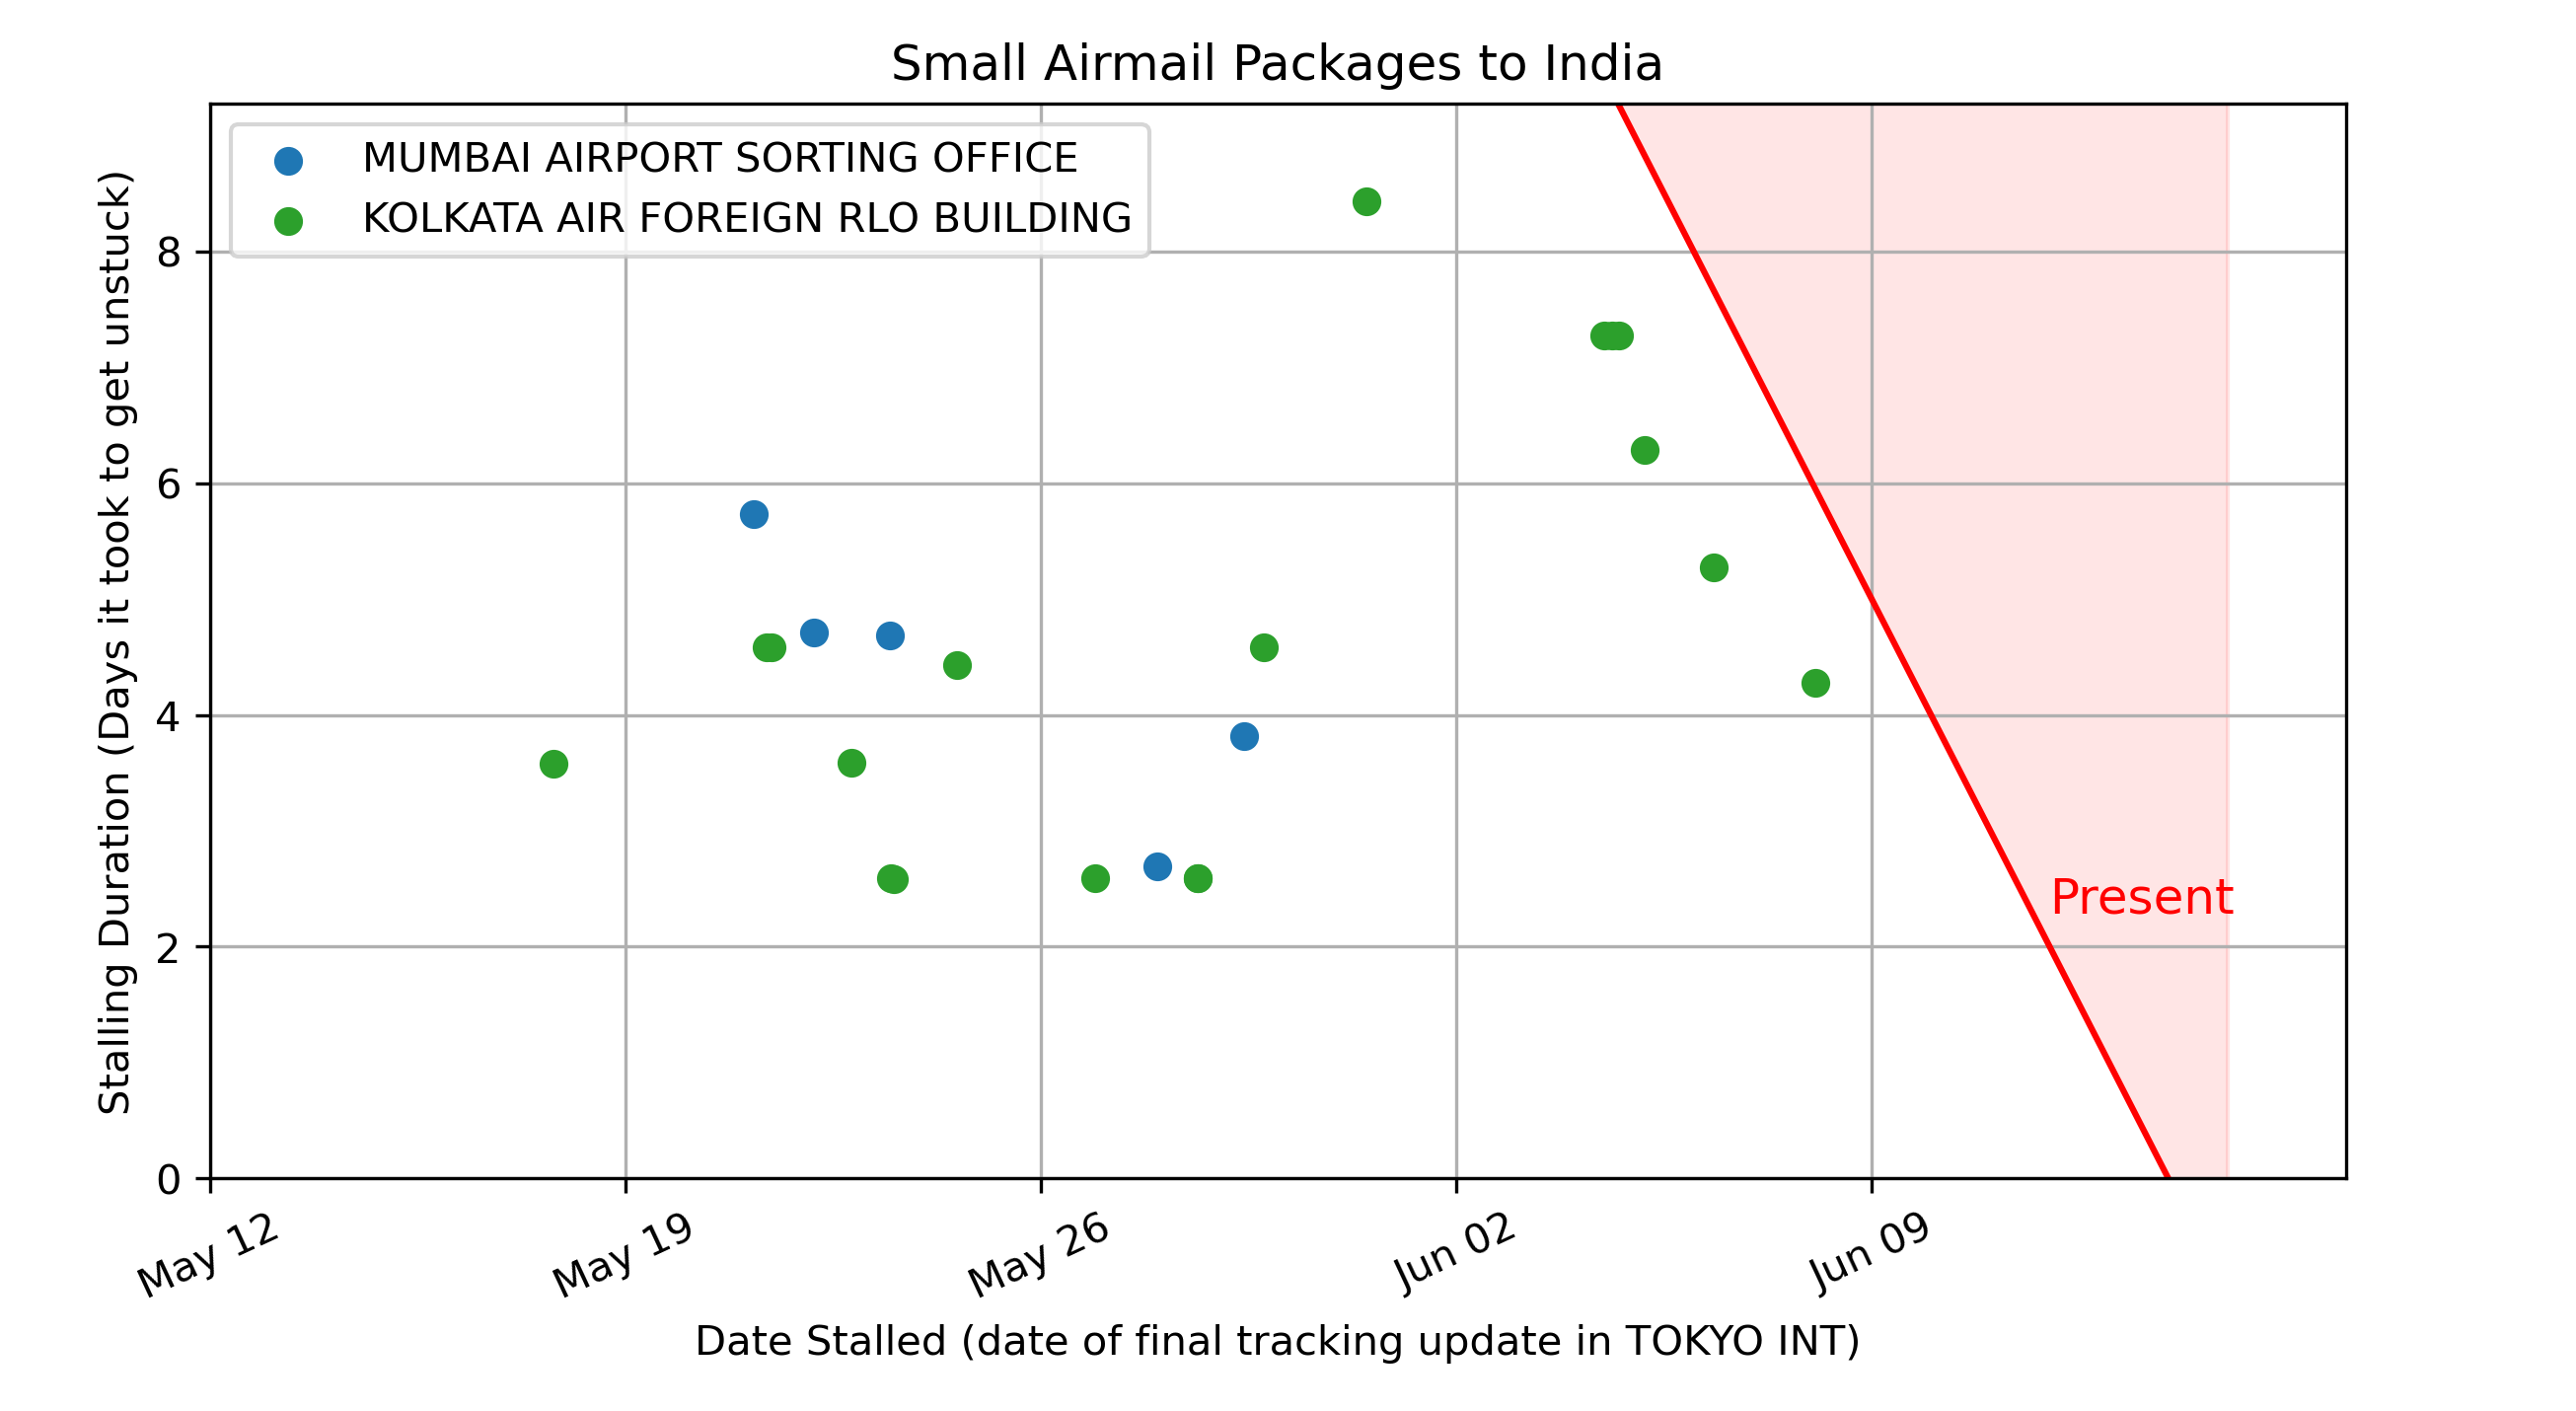 Small Airmail Packages to India
MUMBAI AIRPORT SORTING OFFICE
KOLKATA AIR FOREIGN RLO BUILDING
Stalling Duration (Days it took to get unstuck)
8
6
4
2
0
Present
May 12
May 19
May 26
Jun 02
Jun 09
Date Stalled (date of final tracking update in TOKYO INT)